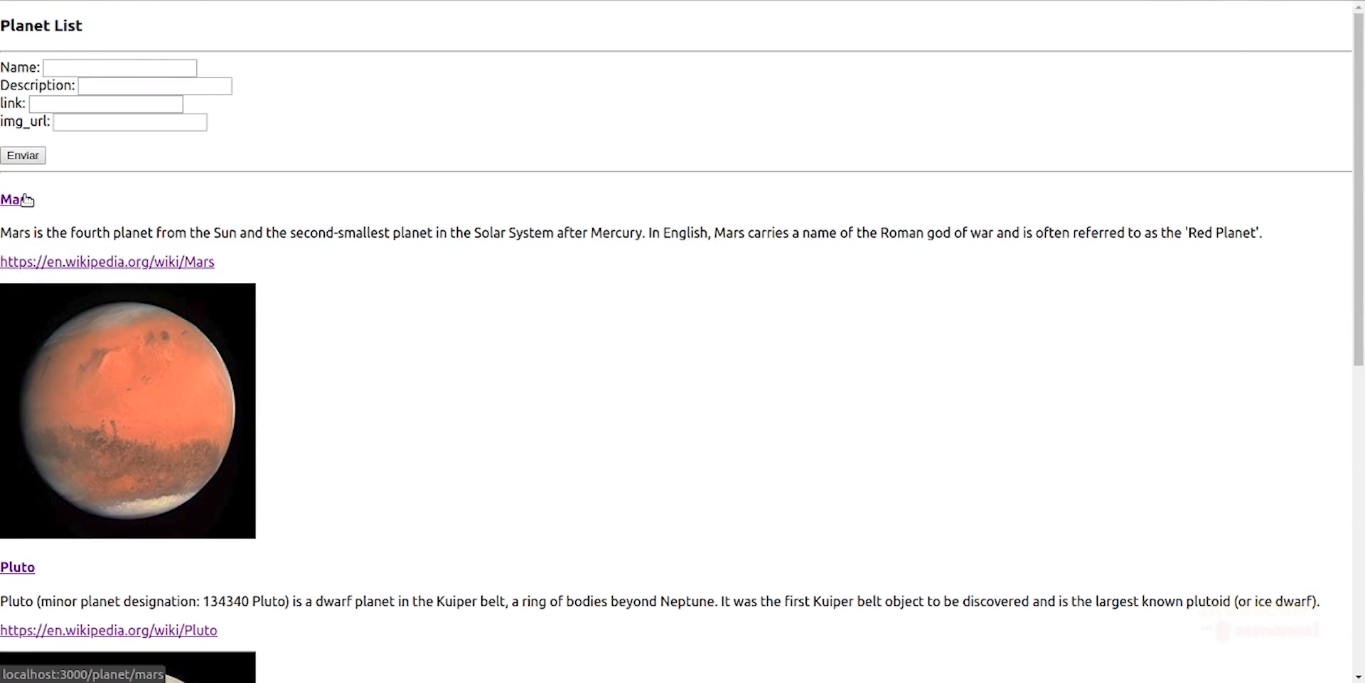 Planet List
Name:
Description:
link:
img_url:
Enviar
Mars is the fourth planet from the Sun and the second-smallest planet in the Solar System after Mercury. In English, Mars carries a name of the Roman god of war and is often referred to as the 'Red Planet'.
https://en.wikipedia.org/wiki/Mars
Pluto
Pluto (minor planet designation: 134340 Pluto) is a dwarf planet in the Kuiper belt, a ring of bodies beyond Neptune. It was the first Kuiper belt object to be discovered and is the largest known plutoid (or ice dwarf).
https://en.wikipedia.org/wiki/Pluto
localhost:3000/planet/mars